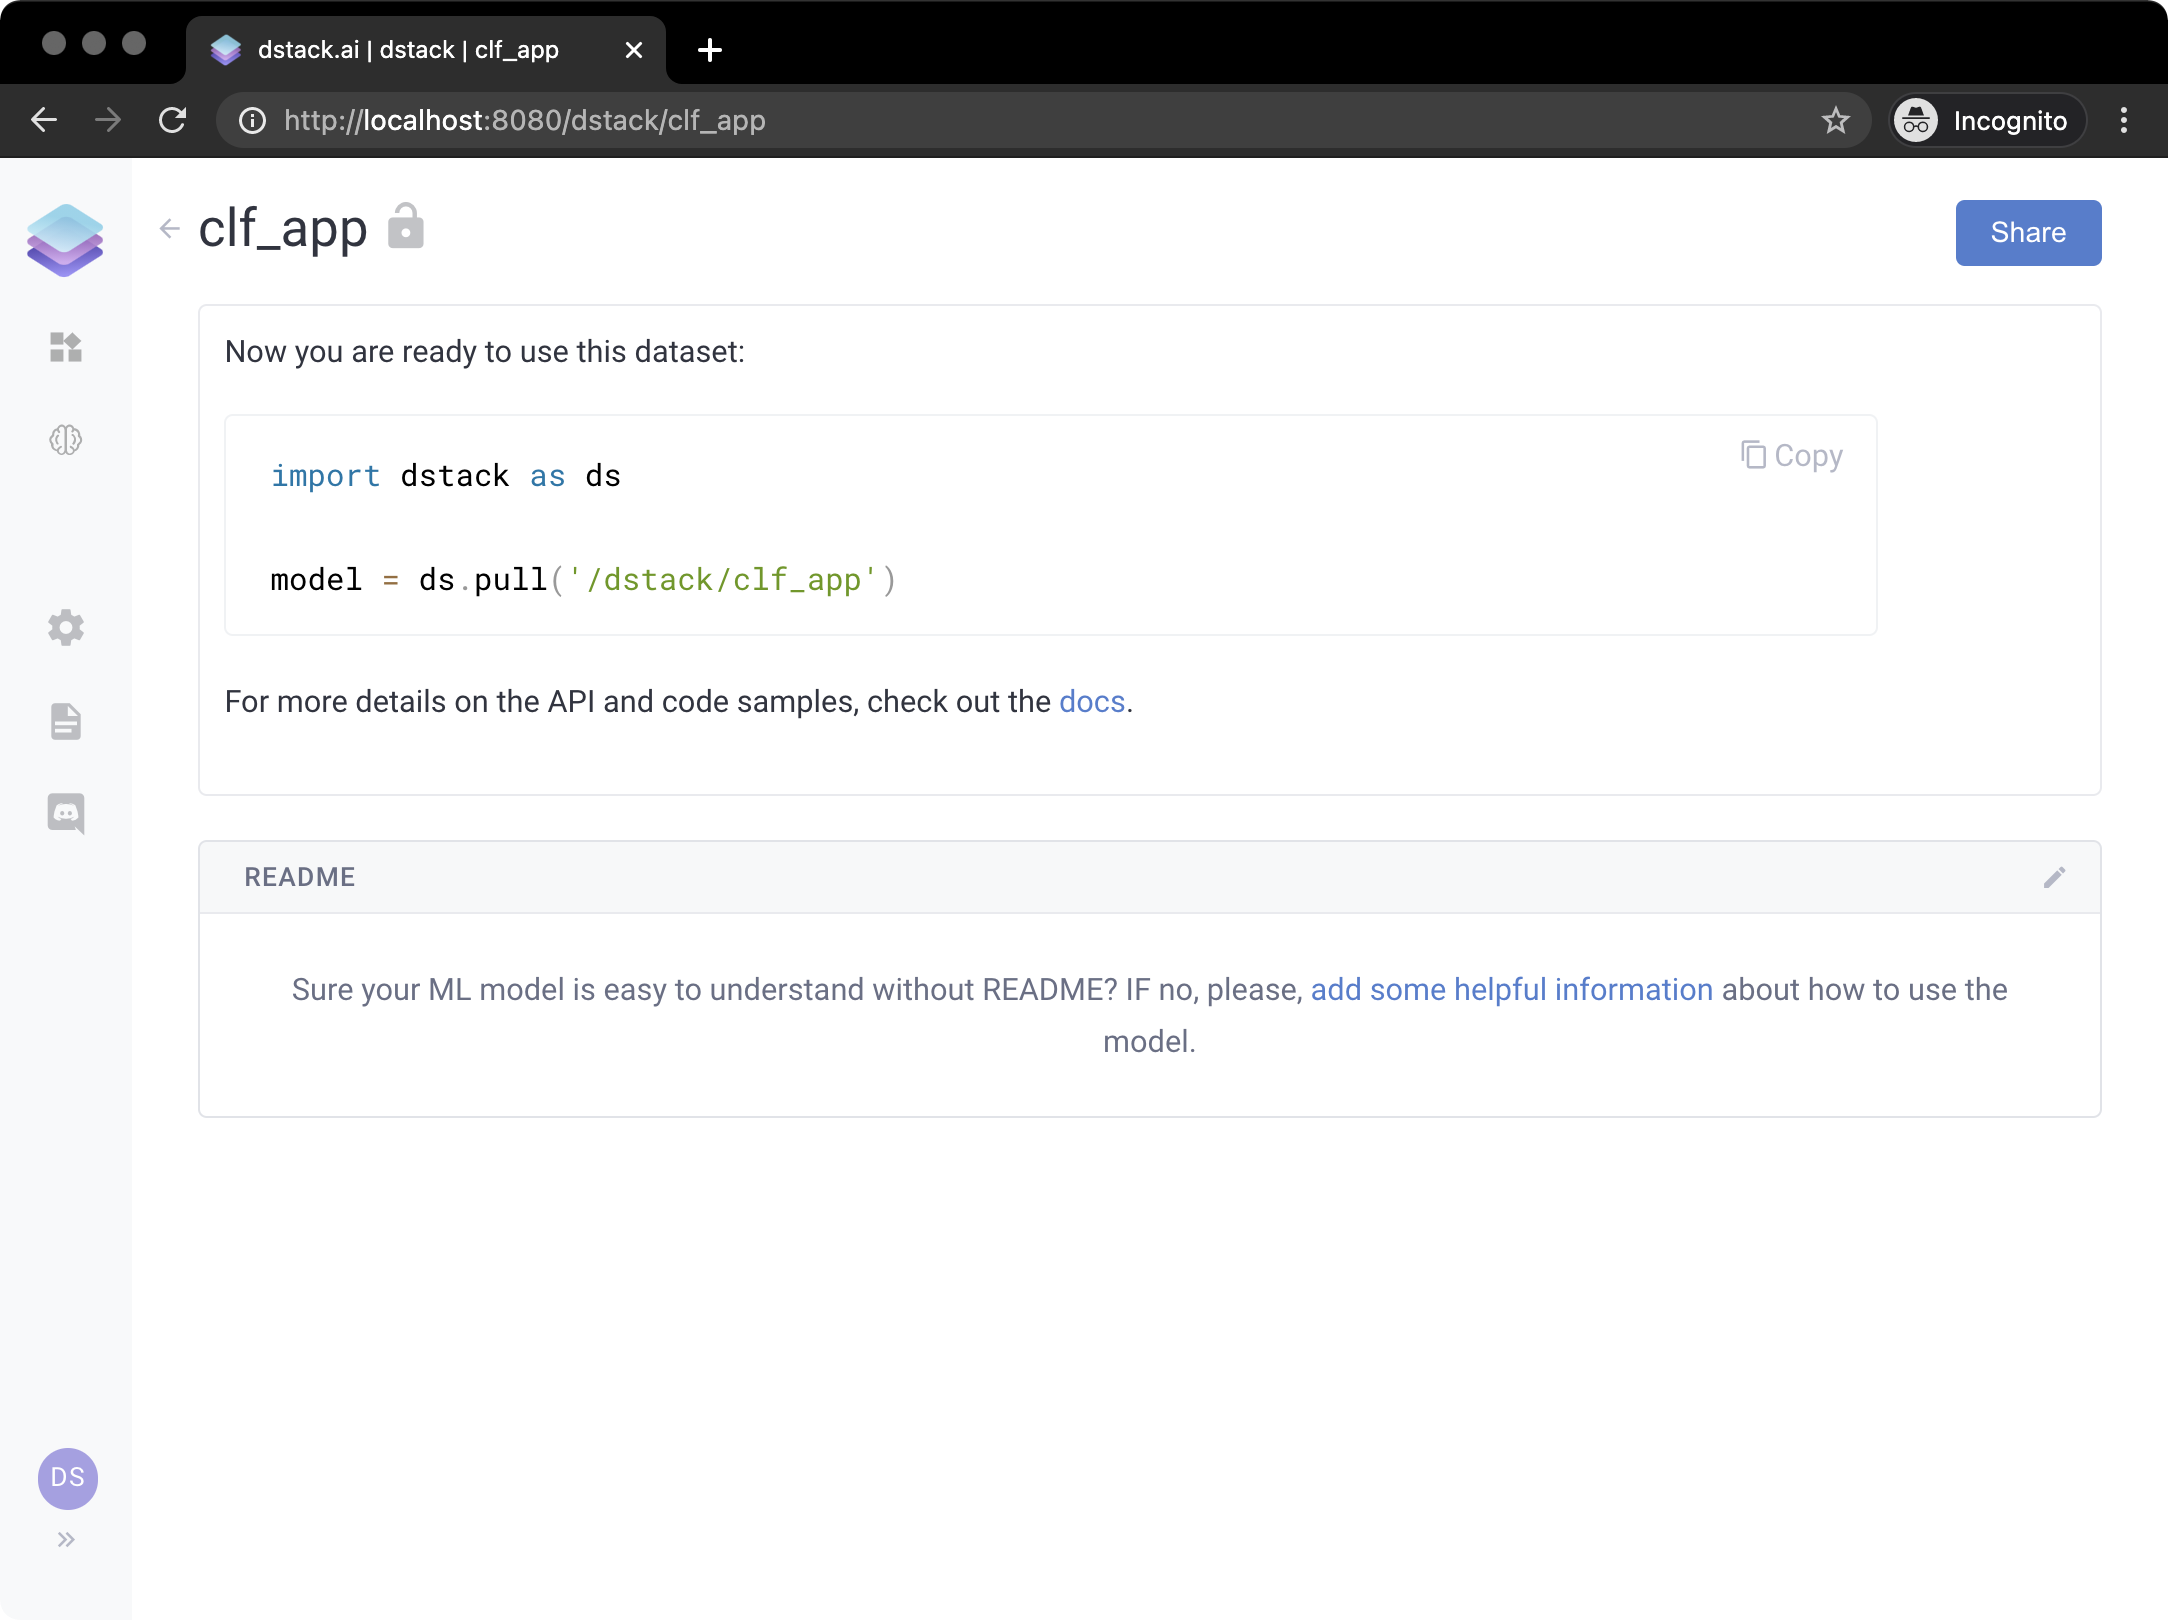 dstack.ai | dstack | clf_app
http://localhost:8080/dstack/clf_app
Incognito
clf_app
Share
Now you are ready to use this dataset:
Copy
import dstack as ds
model = ds.pull('/dstack/clf_app')
For more details on the API and code samples, check out the docs.
README
Sure your ML model is easy to understand without README? IF no, please, add some helpful information about how to use the
model.
DS